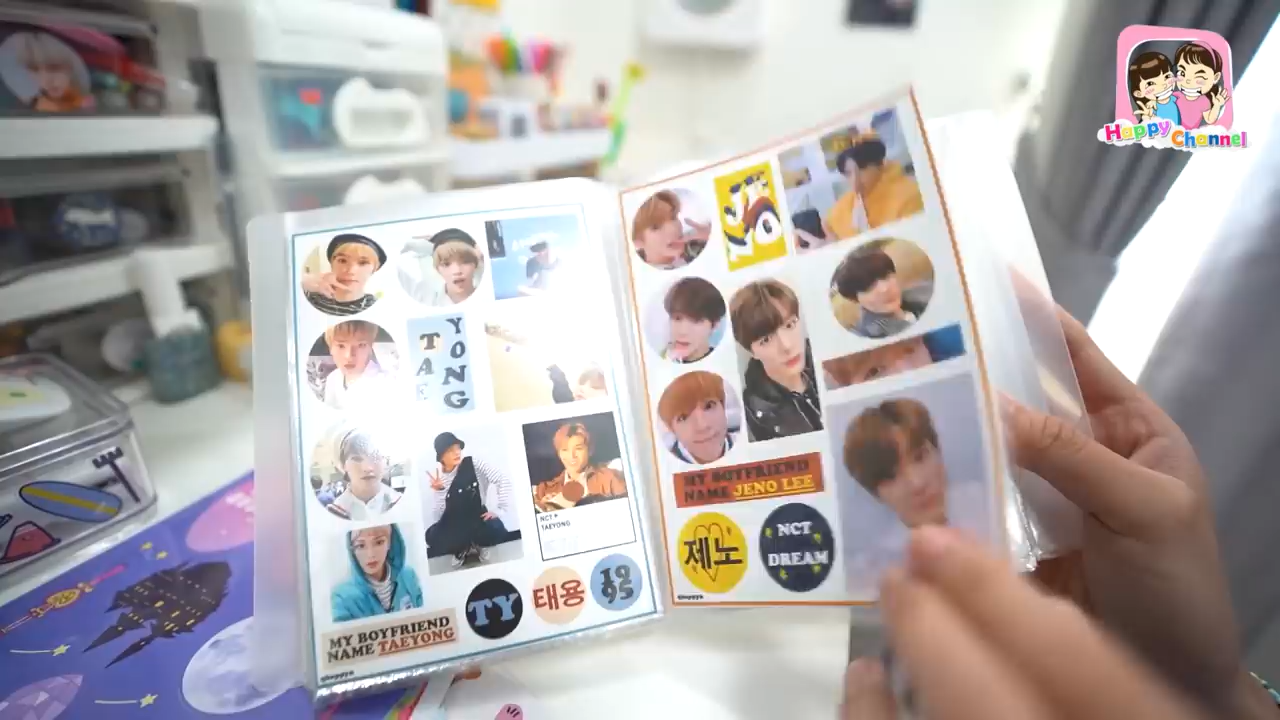 Happy
Channel
TAE
YONG
NCT
TAEYONG
TY
태용
1995
MY BOYFRIEND
NAME TAEYONG
JENO
MY BOYFRIEND
NAME JENO LEE
제노
NCT
DREAM